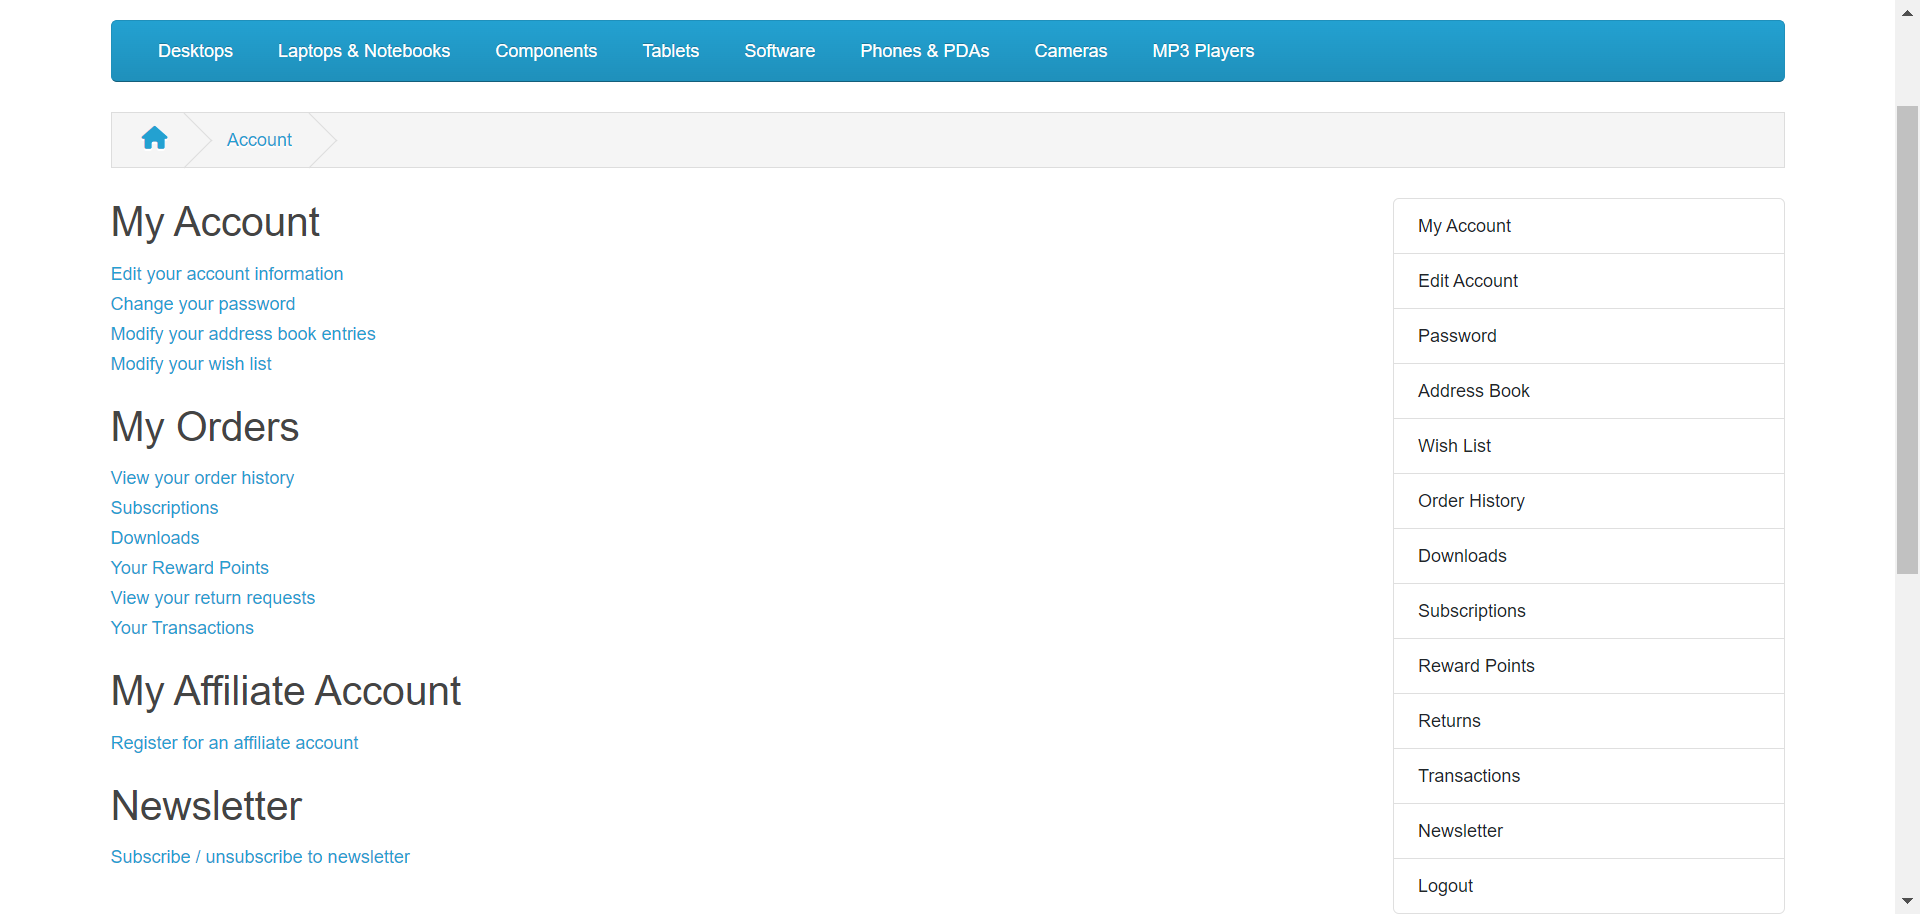 Desktops Laptops & Notebooks Components Tablets Software Phones & PDAs Cameras MP3 Players
Account
My Account
Edit your account information
Change your password
Modify your address book entries
Modify your wish list
My Orders
View your order history
Subscriptions
Downloads
Your Reward Points
View your return requests
Your Transactions
My Affiliate Account
Register for an affiliate account
Newsletter
Subscribe / unsubscribe to newsletter
My Account
Edit Account
Password
Address Book
Wish List
Order History
Downloads
Subscriptions
Reward Points
Returns
Transactions
Newsletter
Logout